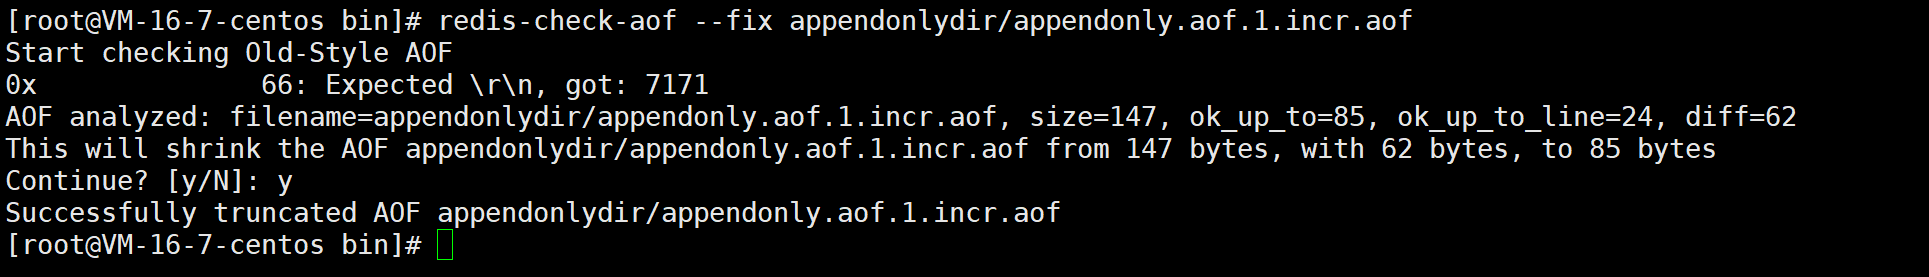 [root@VM-16-7-centos bin]# redis-check-aof --fix appendonlydir/appendonly.aof.1.incr.aof
Start checking Old-Style AOF
0x              66: Expected \r\n, got: 7171
AOF analyzed: filename=appendonlydir/appendonly.aof.1.incr.aof, size=147, ok_up_to=85, ok_up_to_line=24, diff=62
This will shrink the AOF appendonlydir/appendonly.aof.1.incr.aof from 147 bytes, with 62 bytes, to 85 bytes
Continue? [y/N]: y
Successfully truncated AOF appendonlydir/appendonly.aof.1.incr.aof
[root@VM-16-7-centos bin]#